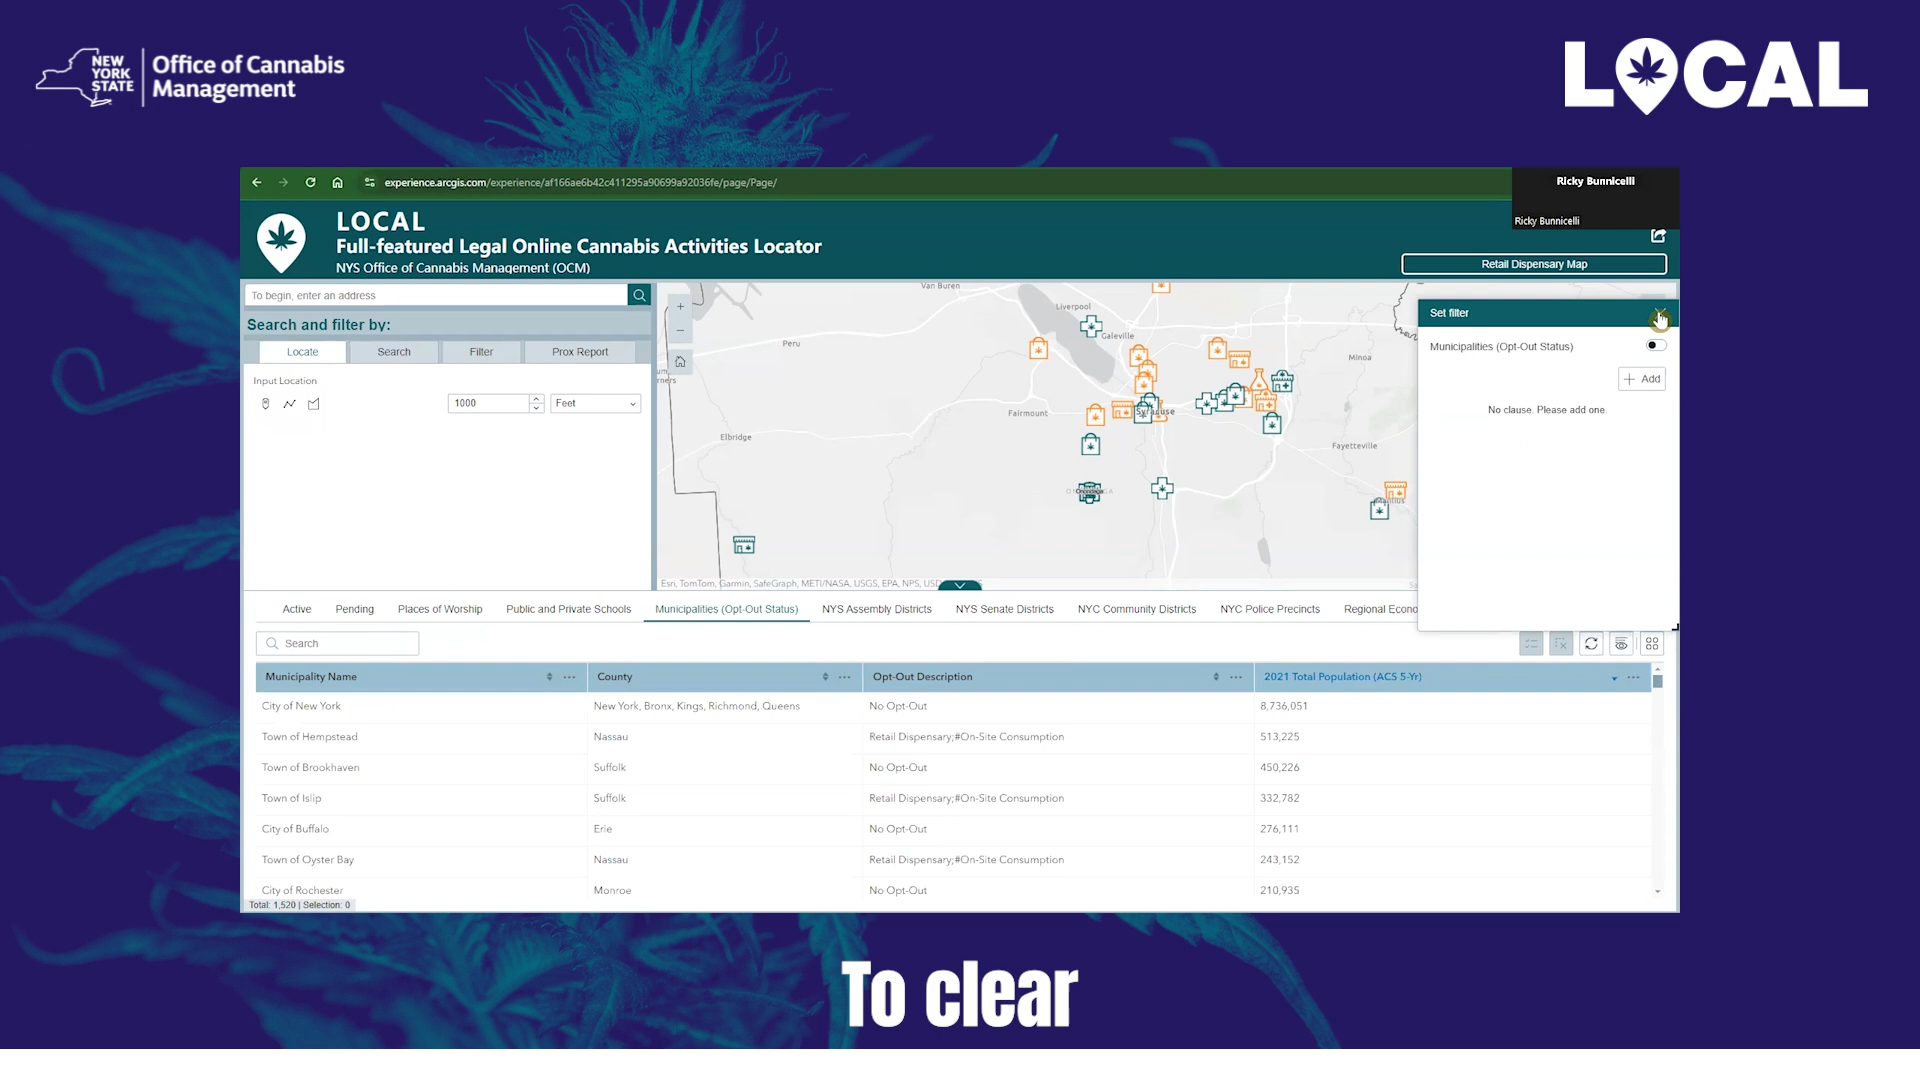 NEW
YORK
STATE
Office of Cannabis
Management
LOCAL
experience.arcgis.com/experience/af166ae6b42c411295a90699a92036fe/page/Page/
Ricky Bunnicelli
Ricky Bunnicelli
LOCAL
Full-featured Legal Online Cannabis Activities Locator
NYS Office of Cannabis Management (OCM)
Retail Dispensary Map
To begin, enter an address
Search and filter by:
Locate Search Filter Prox Report
Input Location
1000 Feet
Van Buren
Liverpool
Galeville
Peru
Minoa
Fairmount
Syracuse
Elbridge
Fayetteville
Onondaga
Manlius
Esri, TomTom, Garmin, SafeGraph, METI/NASA, USGS, EPA, NPS,
Set filter
Municipalities (Opt-Out Status)
+ Add
No clause. Please add one.
Active Pending Places of Worship Public and Private Schools Municipalities (Opt-Out Status) NYS Assembly Districts NYS Senate Districts NYC Community Districts NYC Police Precincts Regional Econo
Search
Municipality Name County Opt-Out Description 2021 Total Population (ACS 5-Yr)
City of New York New York, Bronx, Kings, Richmond, Queens No Opt-Out 8,736,051
Town of Hempstead Nassau Retail Dispensary;#On-Site Consumption 513,225
Town of Brookhaven Suffolk No Opt-Out 450,226
Town of Islip Suffolk Retail Dispensary;#On-Site Consumption 332,782
City of Buffalo Erie No Opt-Out 276,111
Town of Oyster Bay Nassau Retail Dispensary;#On-Site Consumption 243,152
City of Rochester Monroe No Opt-Out 210,935
Total: 1,520 | Selection: 0
To clear